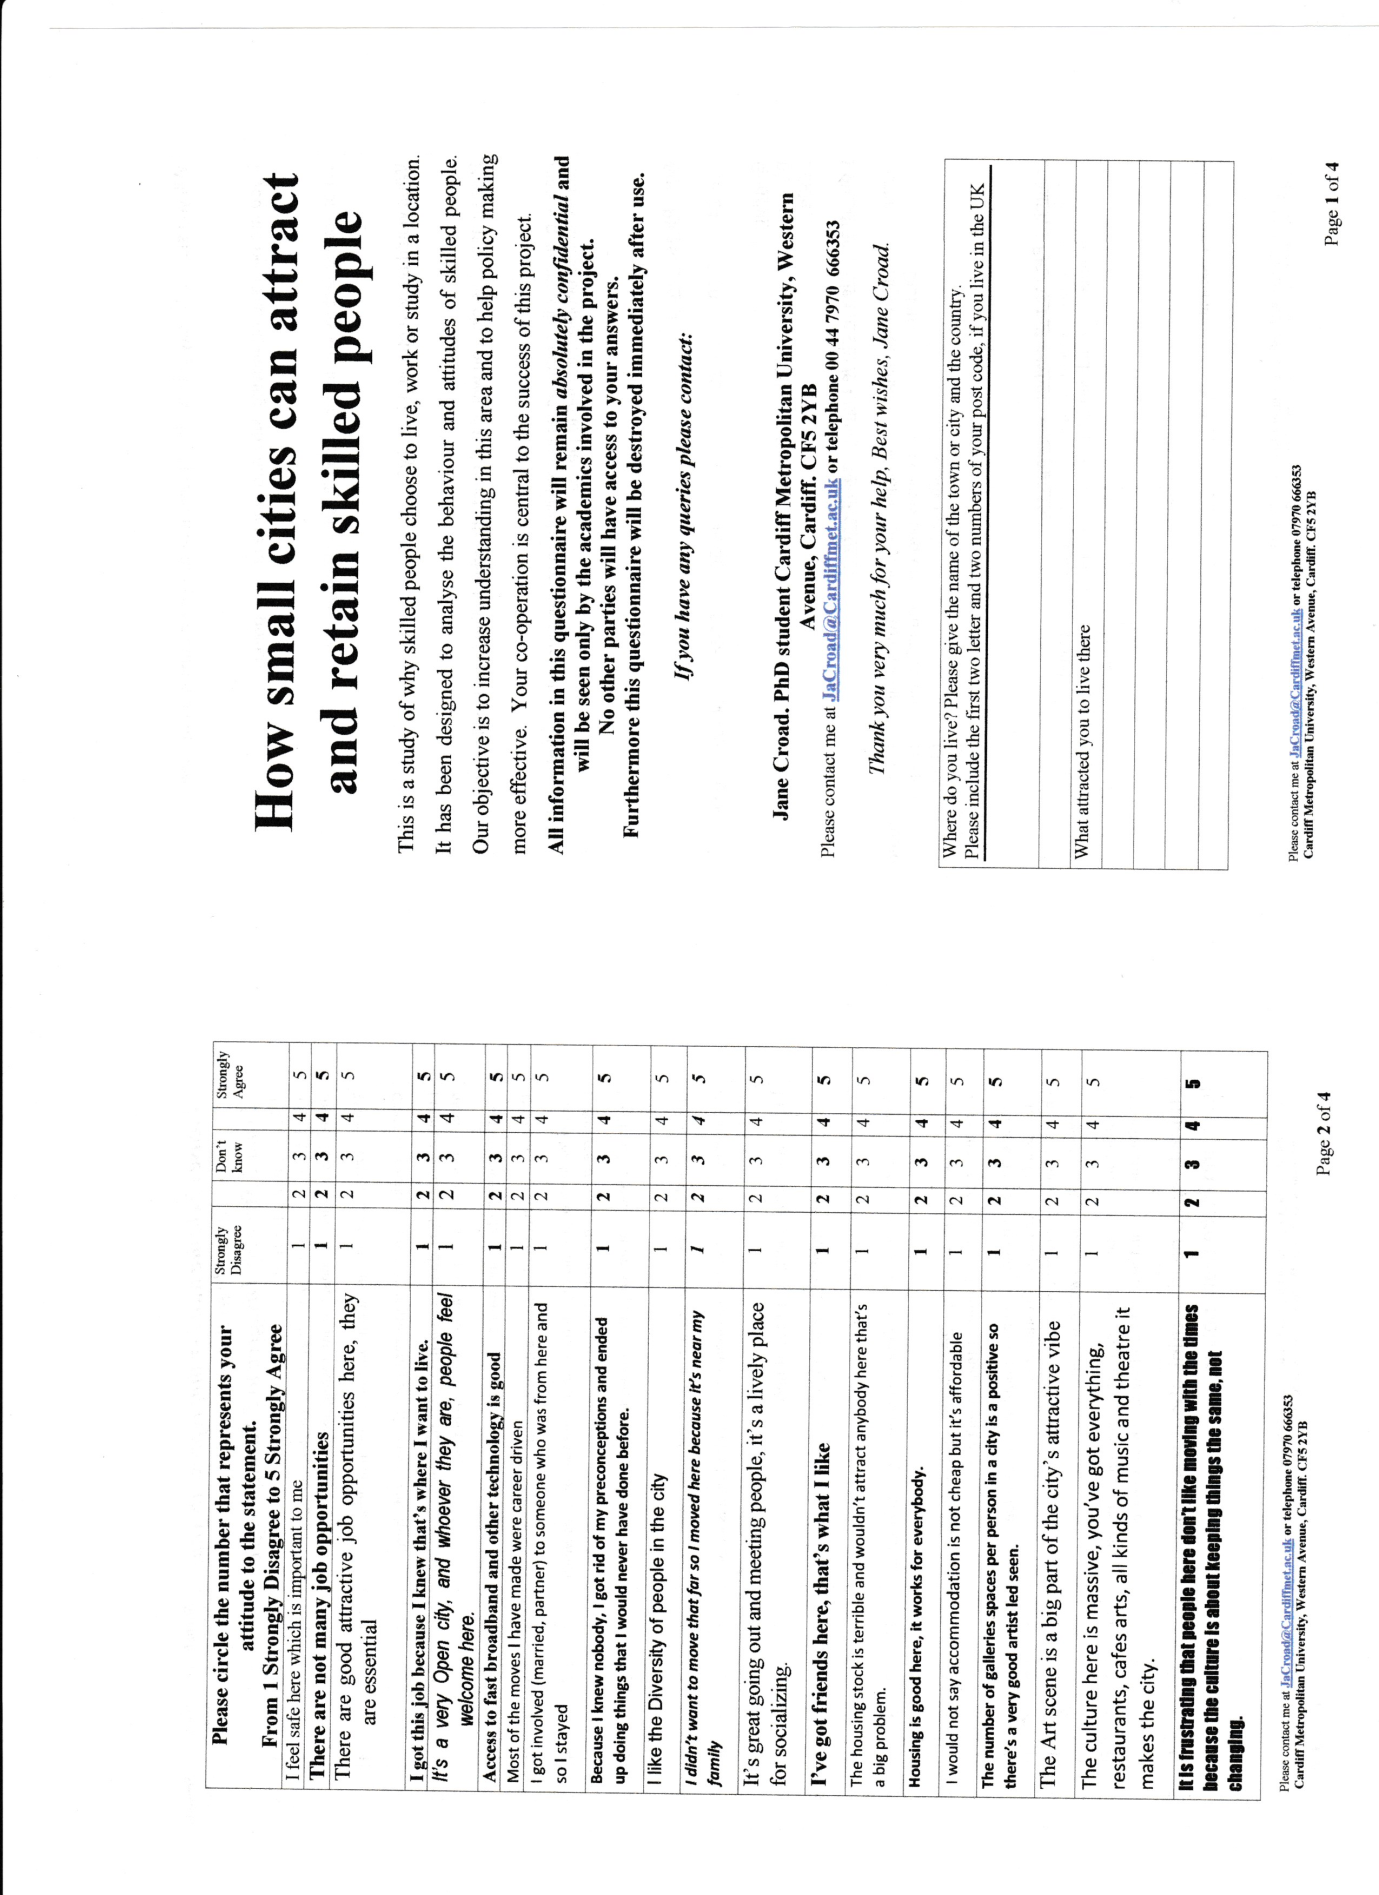 How small cities can attract
and retain skilled people
This is a study of why skilled people choose to live, work or study in a location.
It has been designed to analyse the behaviour and attitudes of skilled people.
Our objective is to increase understanding in this area and to help policy making
more effective. Your co-operation is central to the success of this project.
All information in this questionnaire will remain absolutely confidential and
will be seen only by the academics involved in the project.
No other parties will have access to your answers.
Furthermore this questionnaire will be destroyed immediately after use.
If you have any queries please contact:
Jane Croad. PhD student Cardiff Metropolitan University, Western
Avenue, Cardiff. CF5 2YB
Please contact me at JaCroad@Cardiffmet.ac.uk or telephone 00 44 7970 666353
Thank you very much for your help, Best wishes, Jane Croad.
Where do you live? Please give the name of the town or city and the country.
Please include the first two letter and two numbers of your post code, if you live in the UK
What attracted you to live there
Please contact me at JaCroad@Cardiffmet.ac.uk or telephone 07970 666353
Cardiff Metropolitan University, Western Avenue, Cardiff. CF5 2YB
Page 1 of 4
Please circle the number that represents your
attitude to the statement.
From 1 Strongly Disagree to 5 Strongly Agree
Strongly
Disagree
Don't
know
Strongly
Agree
I feel safe here which is important to me 1 2 3 4 5
There are not many job opportunities 1 2 3 4 5
There are good attractive job opportunities here, they 1 2 3 4 5
are essential
I got this job because I knew that's where I want to live. 1 2 3 4 5
It's a very Open city, and whoever they are, people feel 1 2 3 4 5
welcome here.
Access to fast broadband and other technology is good 1 2 3 4 5
Most of the moves I have made were career driven 1 2 3 4 5
I got involved (married, partner) to someone who was from here and 1 2 3 4 5
so I stayed
Because I knew nobody, I got rid of my preconceptions and ended 1 2 3 4 5
up doing things that I would never have done before.
I like the Diversity of people in the city 1 2 3 4 5
I didn't want to move that far so I moved here because it's near my 1 2 3 4 5
family
It's great going out and meeting people, it's a lively place 1 2 3 4 5
for socializing.
I've got friends here, that's what I like 1 2 3 4 5
The housing stock is terrible and wouldn't attract anybody here that's 1 2 3 4 5
a big problem.
Housing is good here, it works for everybody. 1 2 3 4 5
I would not say accommodation is not cheap but it's affordable 1 2 3 4 5
The number of galleries spaces per person in a city is a positive so 1 2 3 4 5
there's a very good artist led seen.
The Art scene is a big part of the city's attractive vibe 1 2 3 4 5
The culture here is massive, you've got everything, 1 2 3 4 5
restaurants, cafes arts, all kinds of music and theatre it
makes the city.
It is frustrating that people here don't like moving with the times 1 2 3 4 5
because the culture is about keeping things the same, not
changing.
Please contact me at JaCroad@Cardiffmet.ac.uk or telephone 07970 666353
Cardiff Metropolitan University, Western Avenue, Cardiff. CF5 2YB
Page 2 of 4